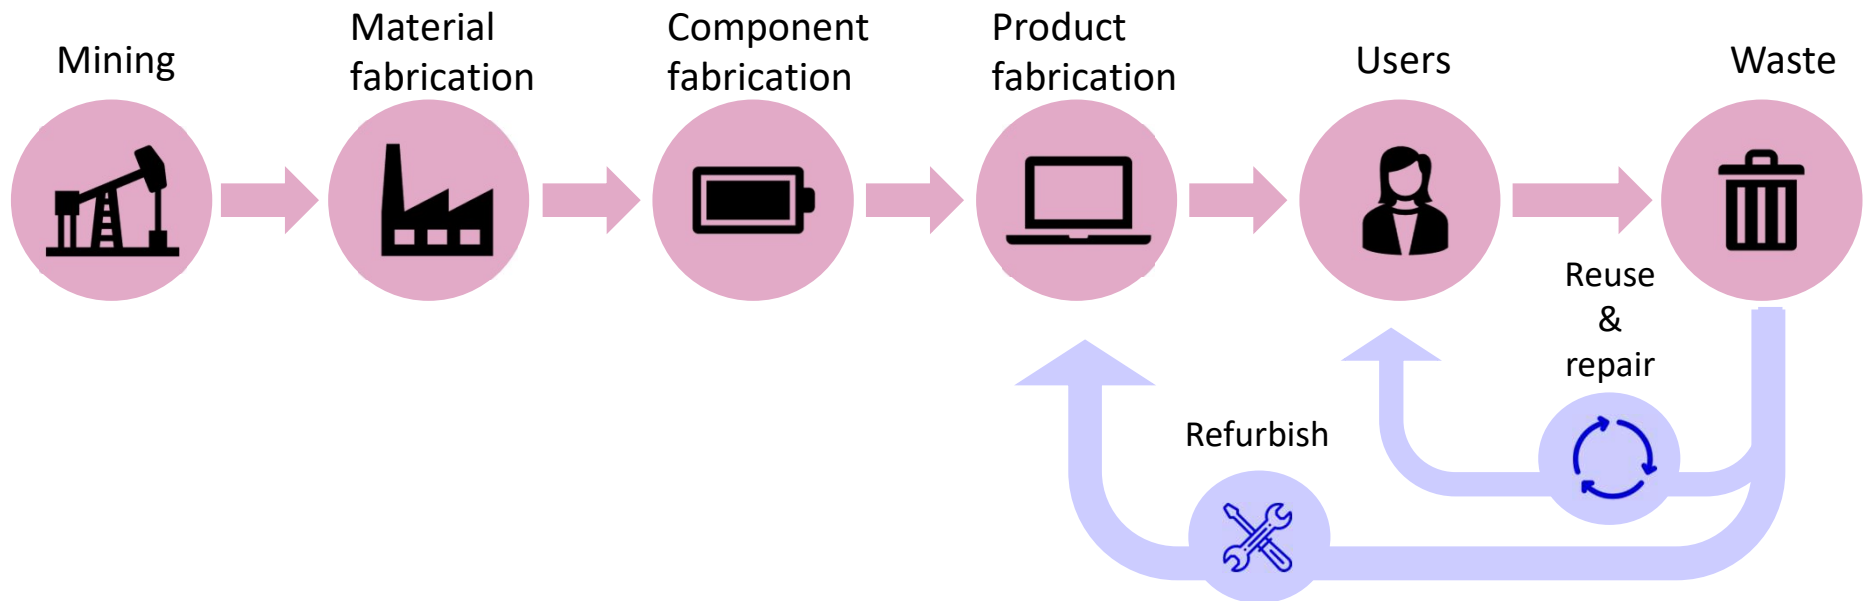 Mining
Material
fabrication
Component
fabrication
Product
fabrication
Users
Waste
Reuse
&
repair
Refurbish